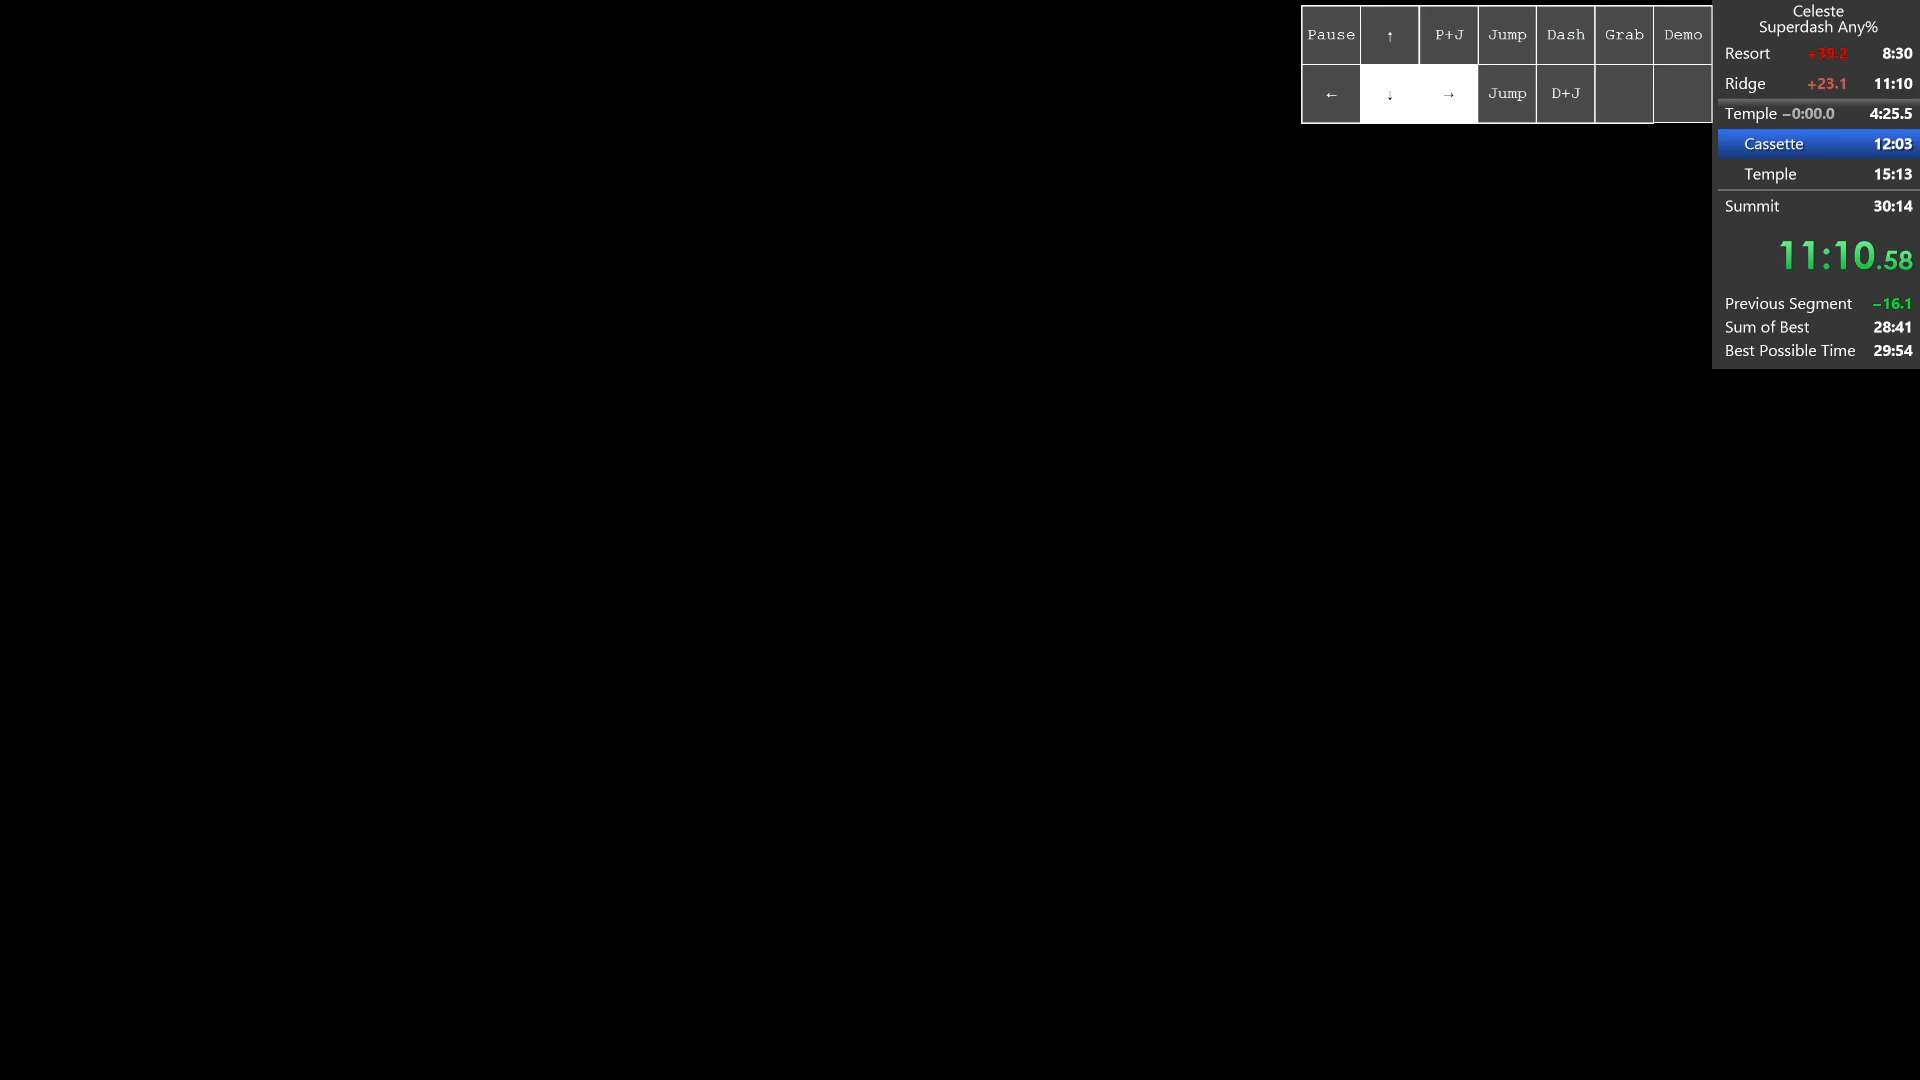 Pause ↑ P+J Jump Dash Grab Demo
← ↓ → Jump D+J
Celeste
Superdash Any%
Resort +39.2 8:30
Ridge +23.1 11:10
Temple −0:00.0 4:25.5
Cassette 12:03
Temple 15:13
Summit 30:14
11:10.58
Previous Segment −16.1
Sum of Best 28:41
Best Possible Time 29:54